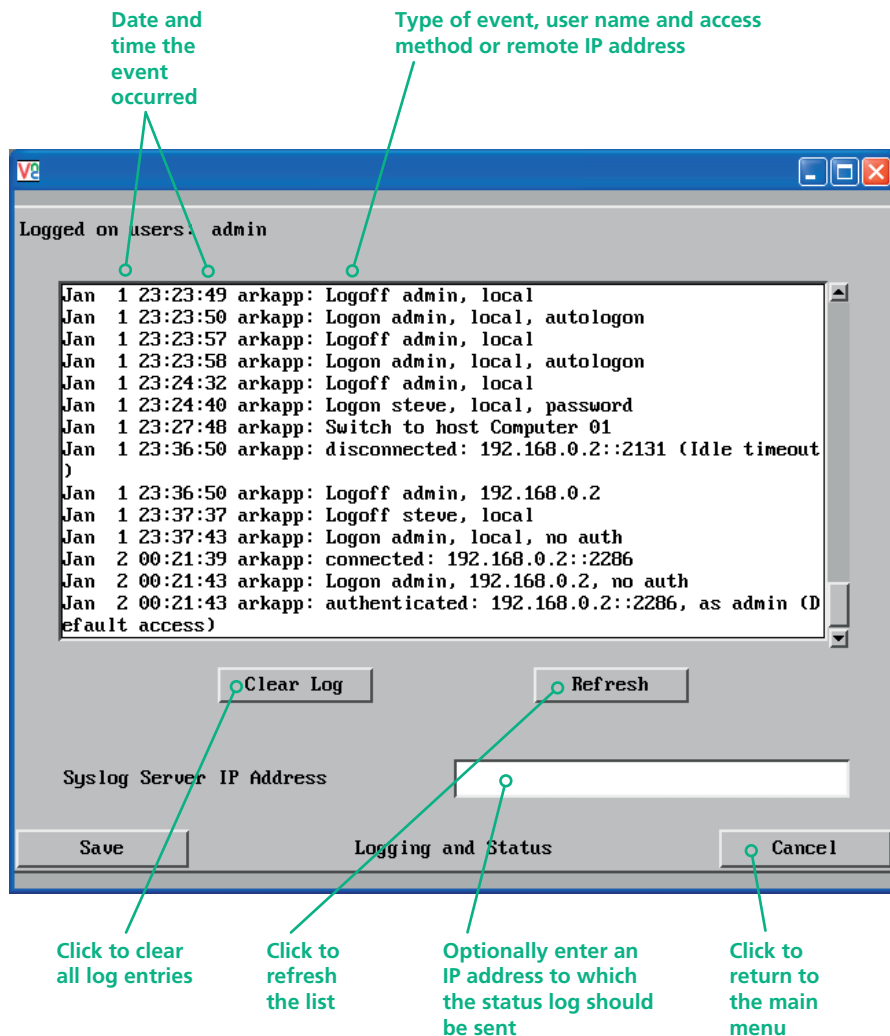 Date and
time the
event
occurred
Type of event, user name and access
method or remote IP address
Logged on users: admin
Jan  1 23:23:49 arkapp: Logoff admin, local
Jan  1 23:23:50 arkapp: Logon admin, local, autologon
Jan  1 23:23:57 arkapp: Logoff admin, local
Jan  1 23:23:58 arkapp: Logon admin, local, autologon
Jan  1 23:24:32 arkapp: Logoff admin, local
Jan  1 23:24:40 arkapp: Logon steve, local, password
Jan  1 23:27:48 arkapp: Switch to host Computer 01
Jan  1 23:36:50 arkapp: disconnected: 192.168.0.2::2131 (Idle timeout
)
Jan  1 23:36:50 arkapp: Logoff admin, 192.168.0.2
Jan  1 23:37:37 arkapp: Logoff steve, local
Jan  1 23:37:43 arkapp: Logon admin, local, no auth
Jan  2 00:21:39 arkapp: connected: 192.168.0.2::2286
Jan  2 00:21:43 arkapp: Logon admin, 192.168.0.2, no auth
Jan  2 00:21:43 arkapp: authenticated: 192.168.0.2::2286, as admin (D
efault access)
Clear Log
Refresh
Syslog Server IP Address
Save
Logging and Status
Cancel
Click to clear
all log entries
Click to
refresh
the list
Optionally enter an
IP address to which
the status log should
be sent
Click to
return to
the main
menu